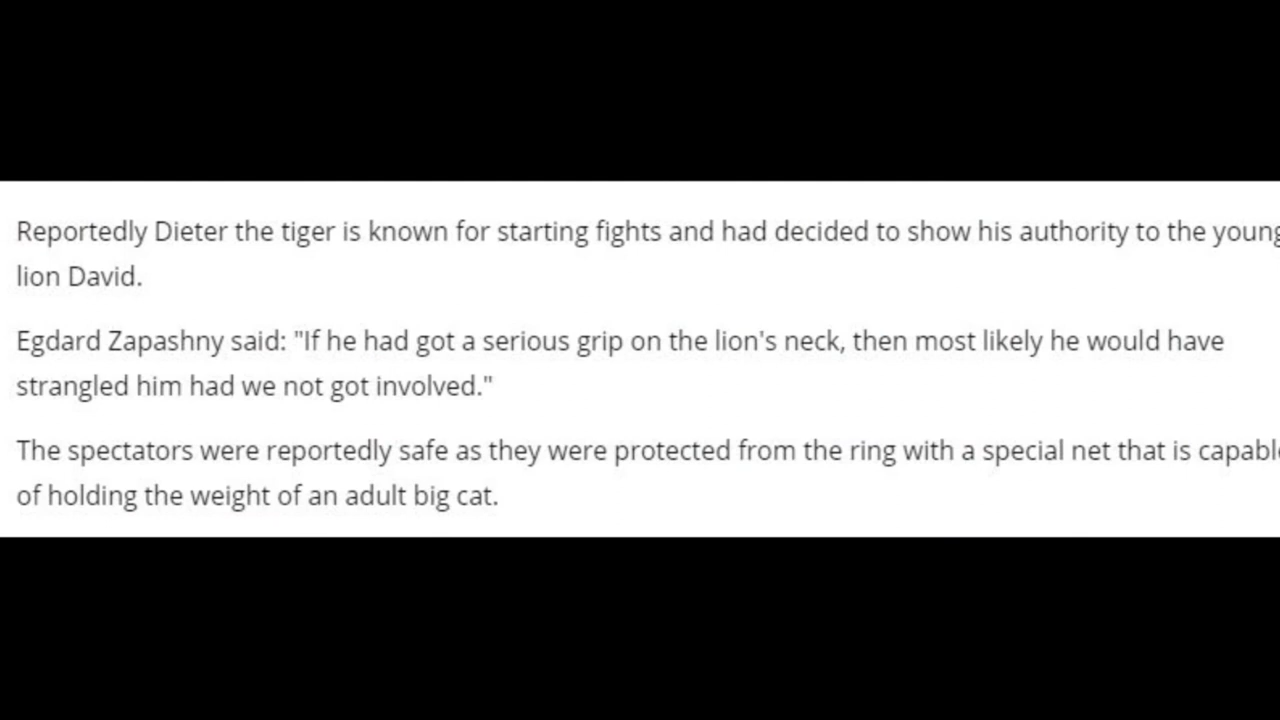 Reportedly Dieter the tiger is known for starting fights and had decided to show his authority to the young
lion David.
Egdard Zapashny said: "If he had got a serious grip on the lion's neck, then most likely he would have
strangled him had we not got involved."
The spectators were reportedly safe as they were protected from the ring with a special net that is capable
of holding the weight of an adult big cat.